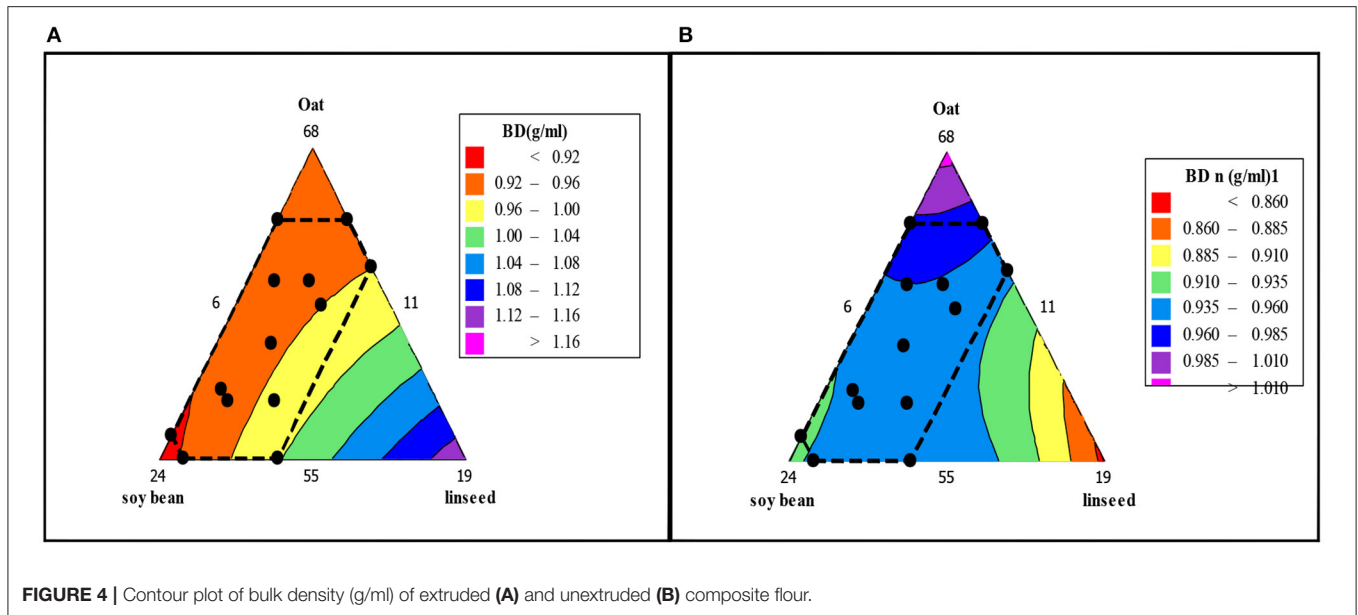 A
Oat
68
6
11
24
55
19
soy bean
linseed
BD(g/ml)
< 0.92
0.92 – 0.96
0.96 – 1.00
1.00 – 1.04
1.04 – 1.08
1.08 – 1.12
1.12 – 1.16
> 1.16
B
Oat
68
6
11
24
55
19
soy bean
linseed
BD n (g/ml)1
< 0.860
0.860 – 0.885
0.885 – 0.910
0.910 – 0.935
0.935 – 0.960
0.960 – 0.985
0.985 – 1.010
> 1.010
FIGURE 4 | Contour plot of bulk density (g/ml) of extruded (A) and unextruded (B) composite flour.